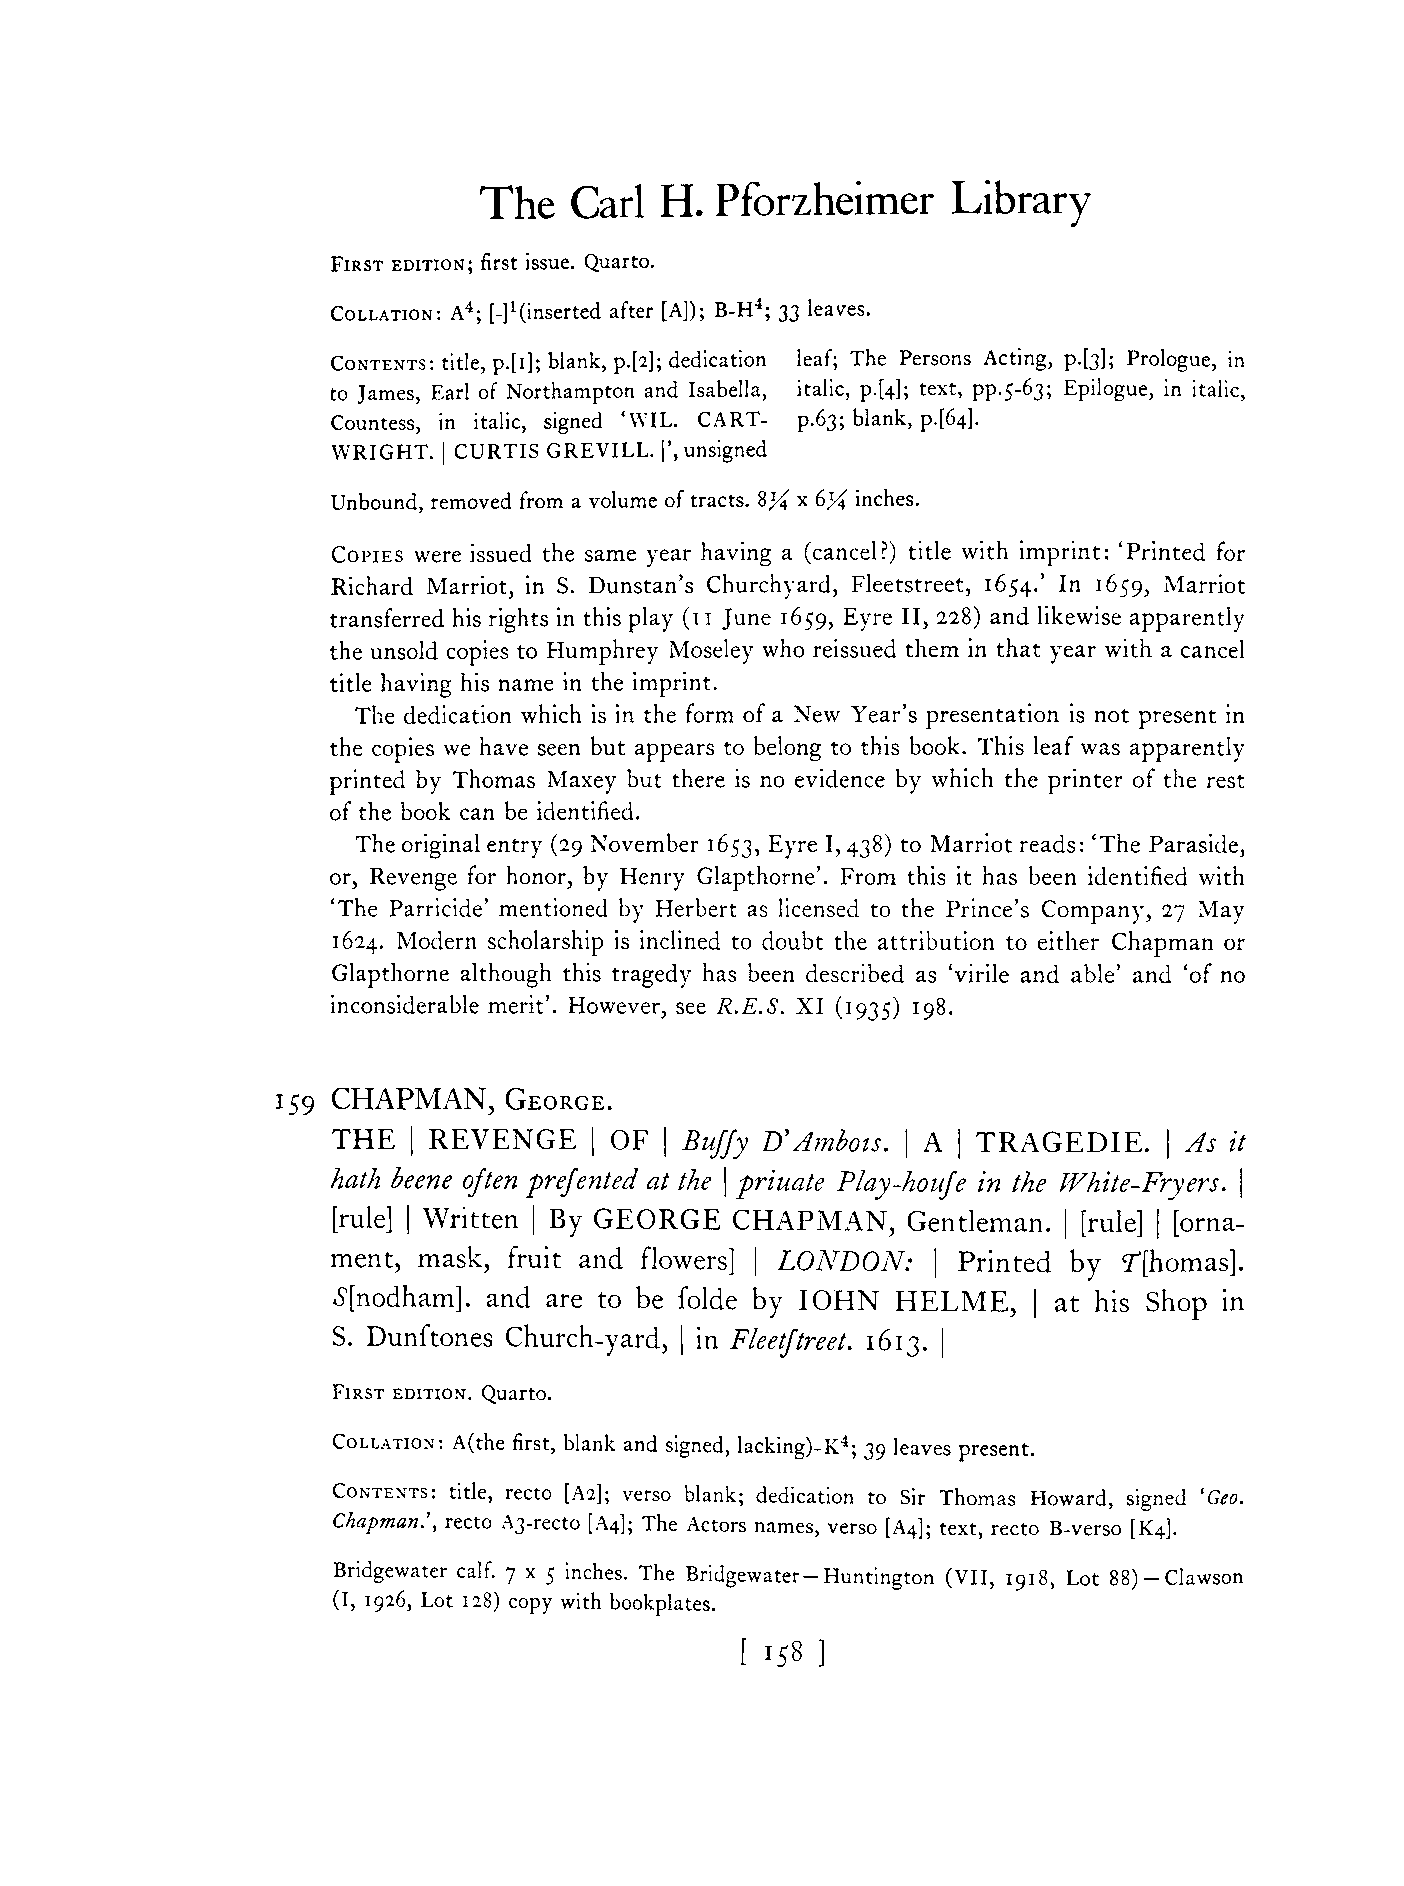 The Carl H. Pforzheimer Library
First edition; first issue. Quarto.
Collation: A⁴; [-]¹(inserted after [A]); B-H⁴; 33 leaves.
Contents: title, p.[1]; blank, p.[2]; dedication
to James, Earl of Northampton and Isabella,
Countess, in italic, signed ‘WIL. CART-
WRIGHT. | CURTIS GREVILL. |’, unsigned
leaf; The Persons Acting, p.[3]; Prologue, in
italic, p.[4]; text, pp.5-63; Epilogue, in italic,
p.63; blank, p.[64].
Unbound, removed from a volume of tracts. 8¼ x 6¼ inches.
Copies were issued the same year having a (cancel?) title with imprint: ‘Printed for
Richard Marriot, in S. Dunstan’s Churchyard, Fleetstreet, 1654.’ In 1659, Marriot
transferred his rights in this play (11 June 1659, Eyre II, 228) and likewise apparently
the unsold copies to Humphrey Moseley who reissued them in that year with a cancel
title having his name in the imprint.
The dedication which is in the form of a New Year’s presentation is not present in
the copies we have seen but appears to belong to this book. This leaf was apparently
printed by Thomas Maxey but there is no evidence by which the printer of the rest
of the book can be identified.
The original entry (29 November 1653, Eyre I, 438) to Marriot reads: ‘The Paraside,
or, Revenge for honor, by Henry Glapthorne’. From this it has been identified with
‘The Parricide’ mentioned by Herbert as licensed to the Prince’s Company, 27 May
1624. Modern scholarship is inclined to doubt the attribution to either Chapman or
Glapthorne although this tragedy has been described as ‘virile and able’ and ‘of no
inconsiderable merit’. However, see R.E.S. XI (1935) 198.
159 CHAPMAN, George.
THE | REVENGE | OF | Buſſy D’Ambois. | A | TRAGEDIE. | As it
hath beene often preſented at the | priuate Play-houſe in the White-Fryers. |
[rule] | Written | By GEORGE CHAPMAN, Gentleman. | [rule] | [orna-
ment, mask, fruit and flowers] | LONDON: | Printed by T[homas].
S[nodham]. and are to be ſolde by IOHN HELME, | at his Shop in
S. Dunſtones Church-yard, | in Fleetſtreet. 1613. |
First edition. Quarto.
Collation: A(the first, blank and signed, lacking)-K⁴; 39 leaves present.
Contents: title, recto [A2]; verso blank; dedication to Sir Thomas Howard, signed ‘Geo.
Chapman.’, recto A3-recto [A4]; The Actors names, verso [A4]; text, recto B-verso [K4].
Bridgewater calf. 7 x 5 inches. The Bridgewater—Huntington (VII, 1918, Lot 88)—Clawson
(I, 1926, Lot 128) copy with bookplates.
[ 158 ]